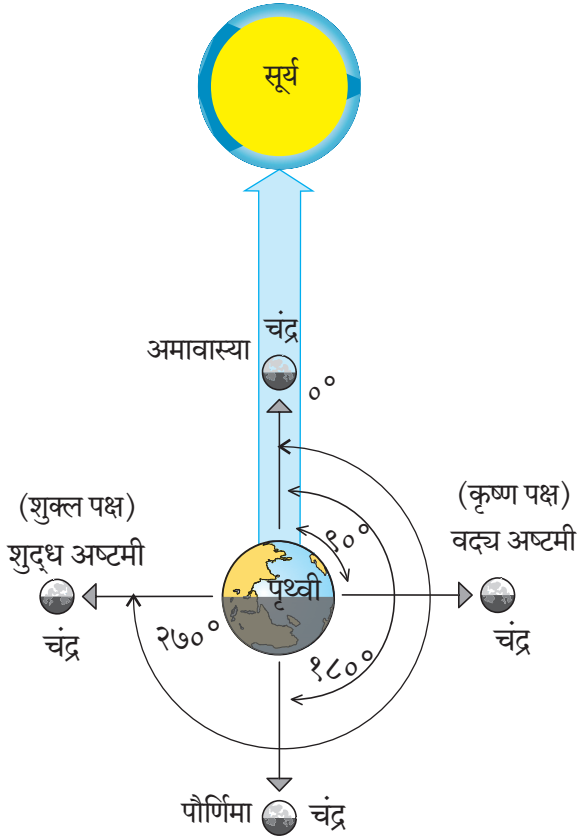 सूर्य
चंद्र
अमावास्या
०°
(शुक्ल पक्ष)
शुद्ध अष्टमी
चंद्र
(कृष्ण पक्ष)
वद्य अष्टमी
चंद्र
९०°
पृथ्वी
२७०°
१८०°
पौर्णिमा चंद्र